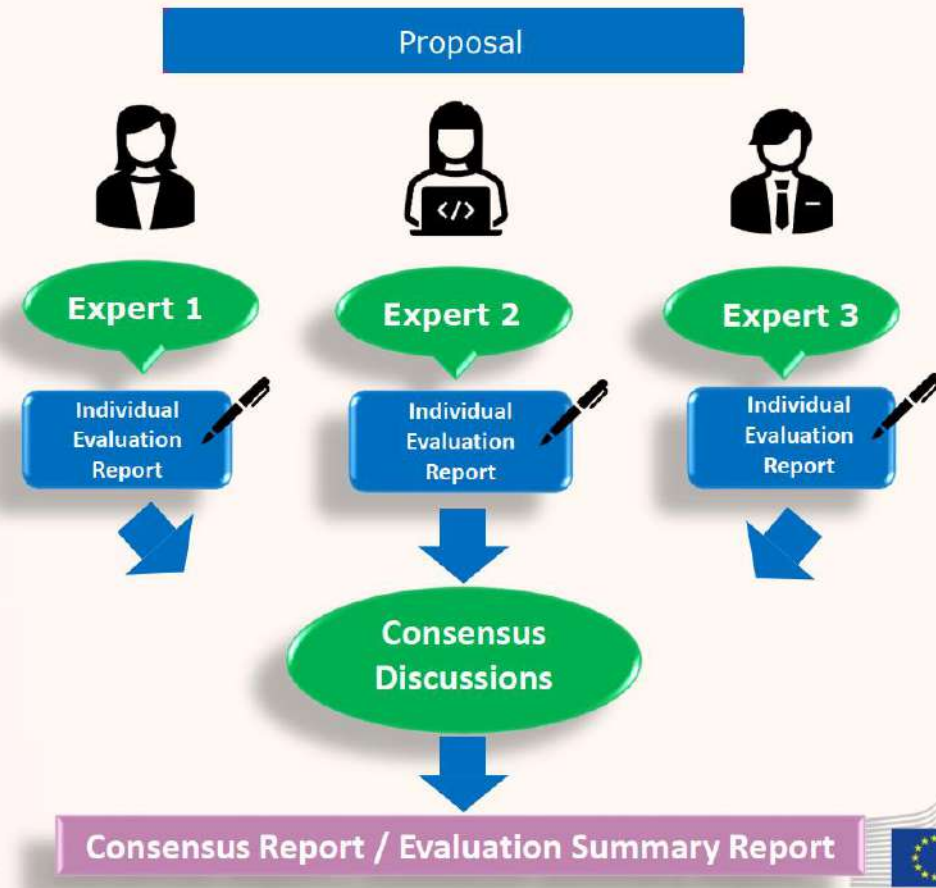 Proposal
</>
Expert 1
Expert 2
Expert 3
Individual
Evaluation
Report
Individual
Evaluation
Report
Individual
Evaluation
Report
Consensus
Discussions
Consensus Report / Evaluation Summary Report